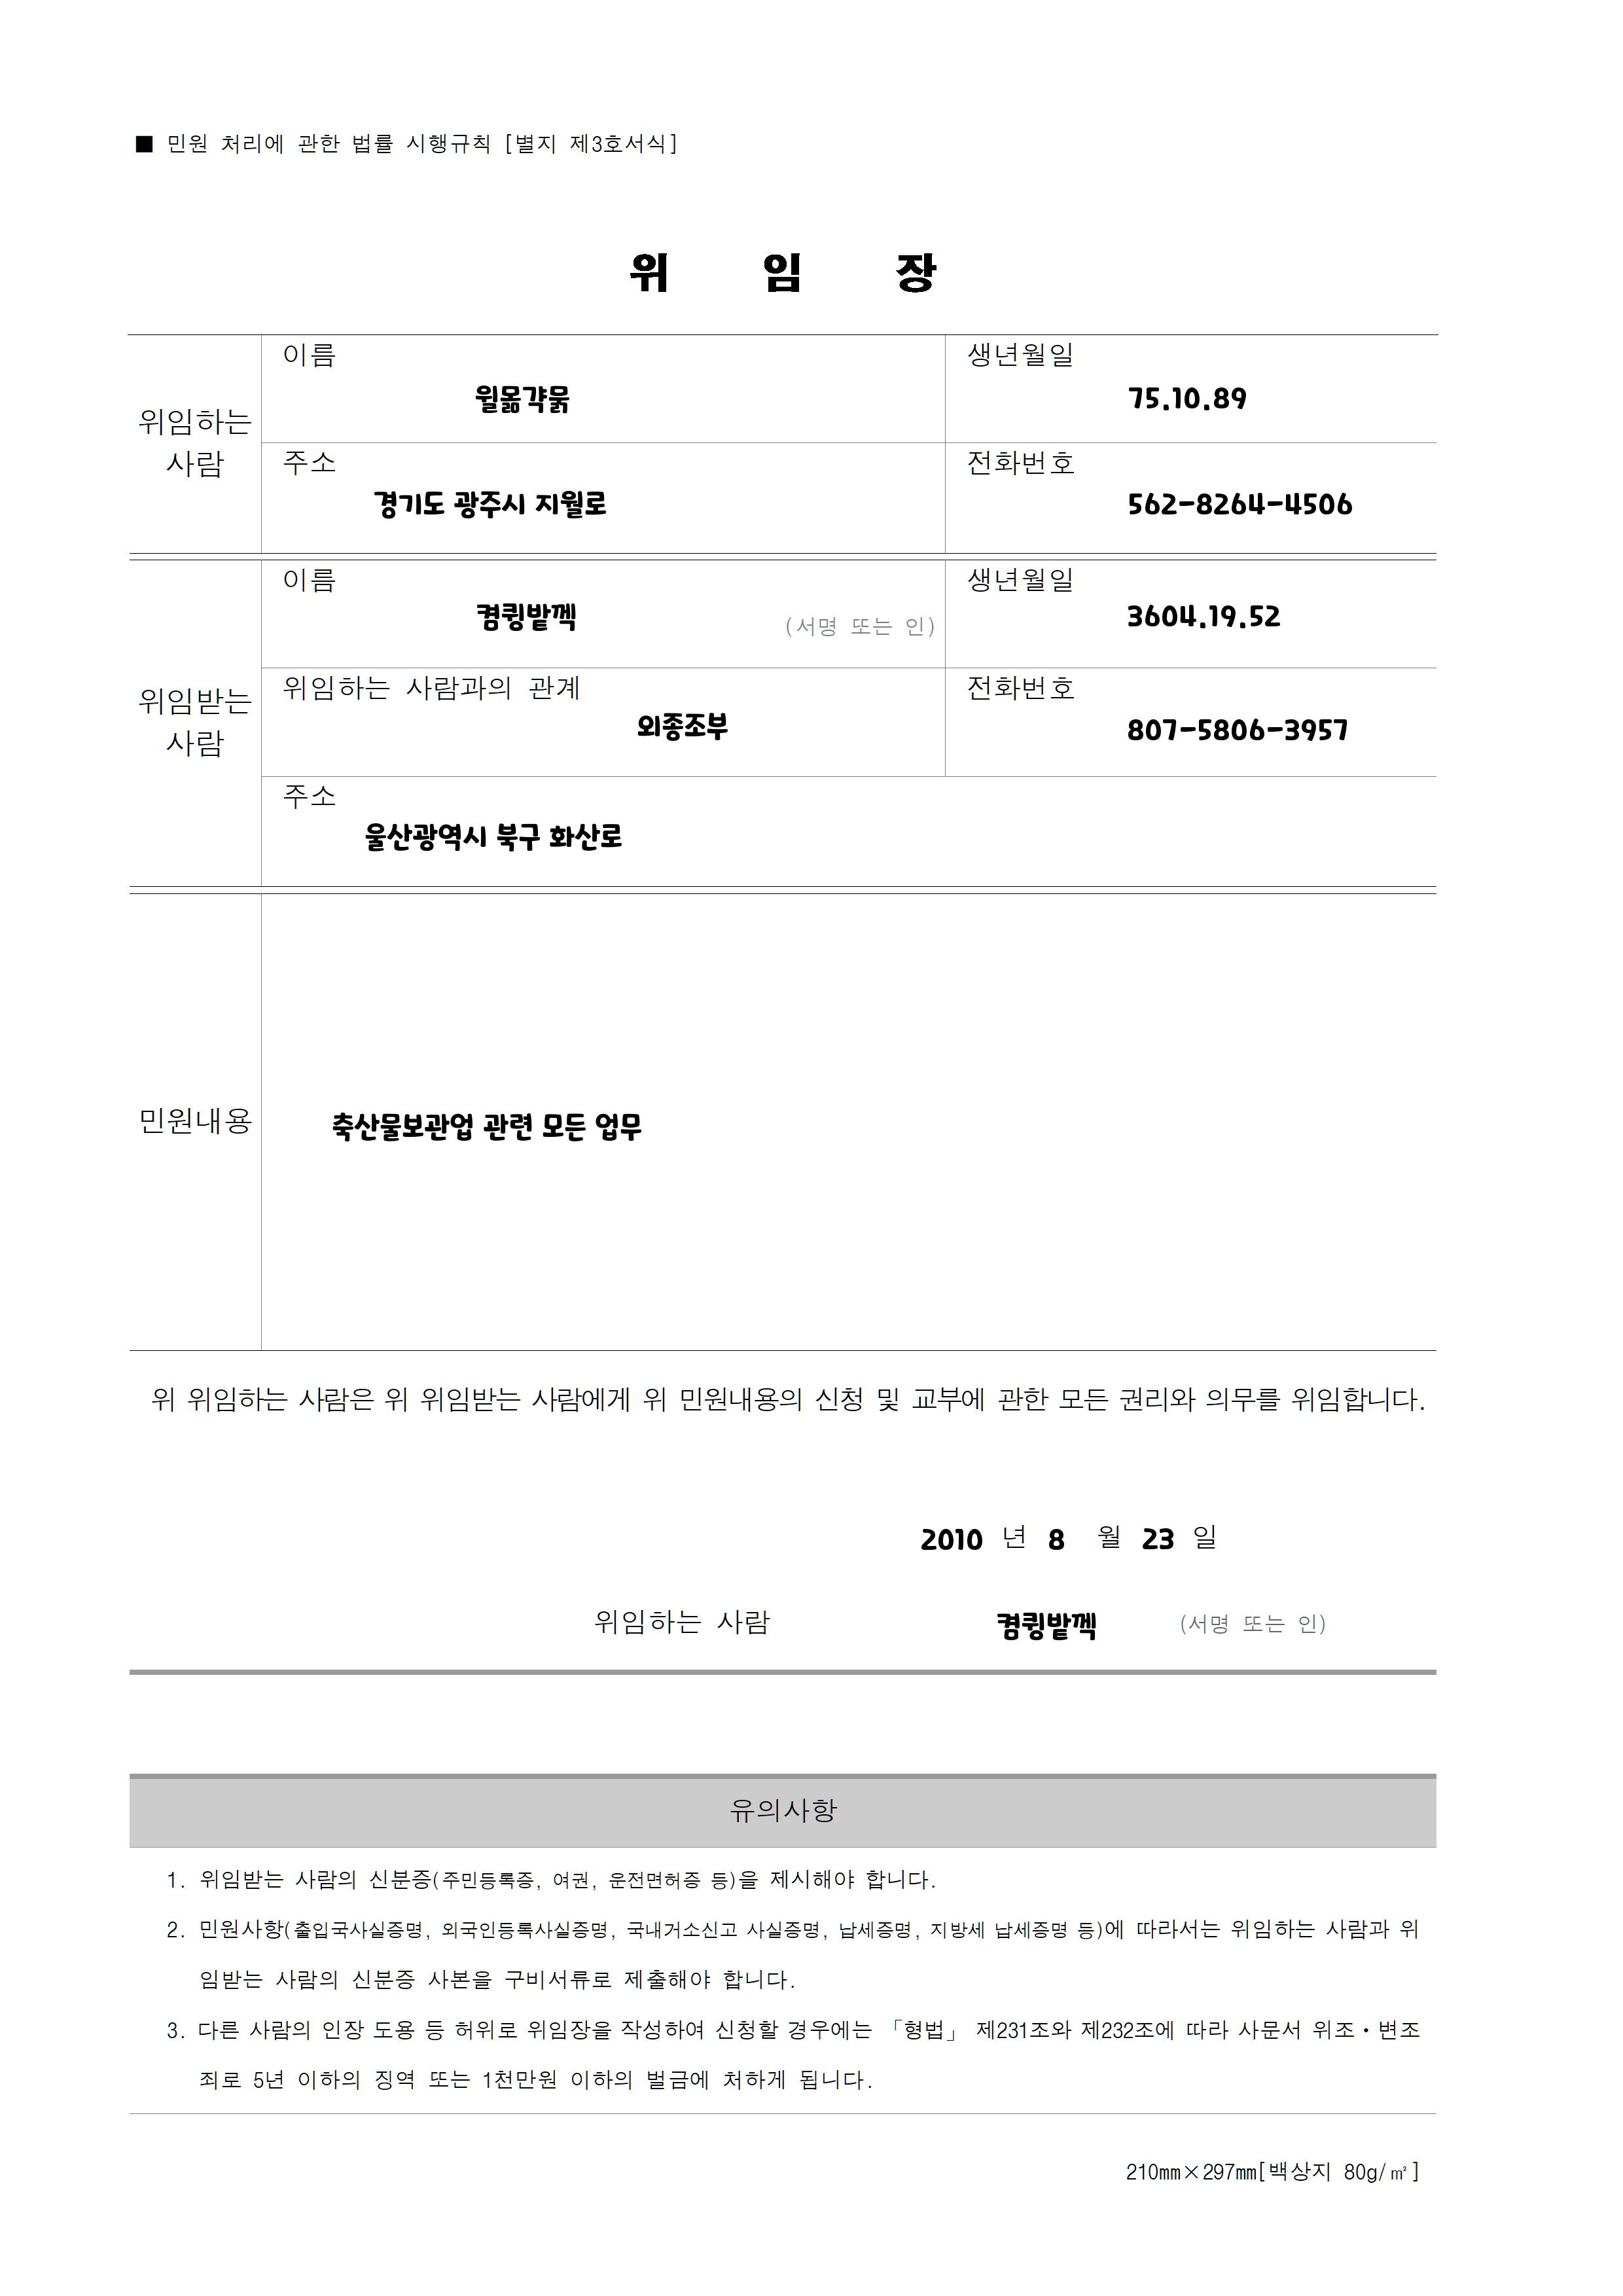 ■ 민원 처리에 관한 법률 시행규칙 [별지 제3호서식]
위 임 장
위임하는 사람
이름
윌몲갹묽
생년월일
75.10.89
주소
경기도 광주시 지월로
전화번호
562-8264-4506
위임받는 사람
이름
켬큉밭껙
(서명 또는 인)
생년월일
3604.19.52
위임하는 사람과의 관계
외종조부
전화번호
807-5806-3957
주소
울산광역시 북구 화산로
민원내용
축산물보관업 관련 모든 업무
위 위임하는 사람은 위 위임받는 사람에게 위 민원내용의 신청 및 교부에 관한 모든 권리와 의무를 위임합니다.
2010 년 8 월 23 일
위임하는 사람 켬큉밭껙 (서명 또는 인)
유의사항
1. 위임받는 사람의 신분증(주민등록증, 여권, 운전면허증 등)을 제시해야 합니다.
2. 민원사항(출입국사실증명, 외국인등록사실증명, 국내거소신고 사실증명, 납세증명, 지방세 납세증명 등)에 따라서는 위임하는 사람과 위
임받는 사람의 신분증 사본을 구비서류로 제출해야 합니다.
3. 다른 사람의 인장 도용 등 허위로 위임장을 작성하여 신청할 경우에는 「형법」 제231조와 제232조에 따라 사문서 위조·변조
죄로 5년 이하의 징역 또는 1천만원 이하의 벌금에 처하게 됩니다.
210㎜×297㎜[백상지 80g/㎡]